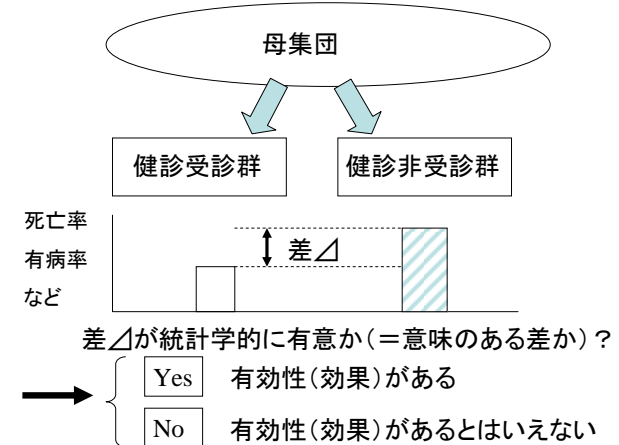 母集団
健診受診群
健診非受診群
死亡率
有病率
など
差⊿
差⊿が統計学的に有意か(=意味のある差か)?
Yes 有効性(効果)がある
No 有効性(効果)があるとはいえない